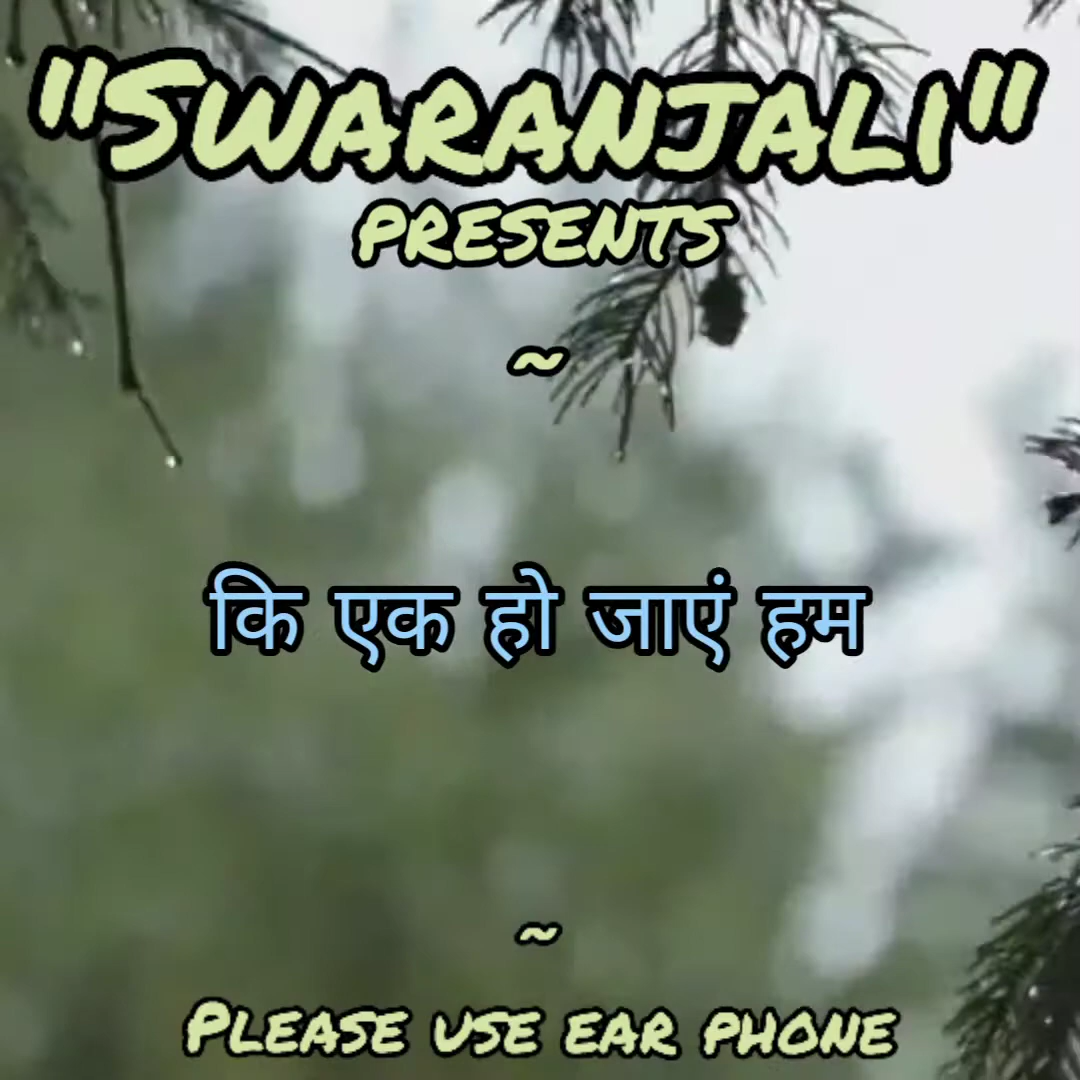 "SWARANJALI"
PRESENTS
~
कि एक हो जाएं हम
~
PLEASE USE EAR PHONE